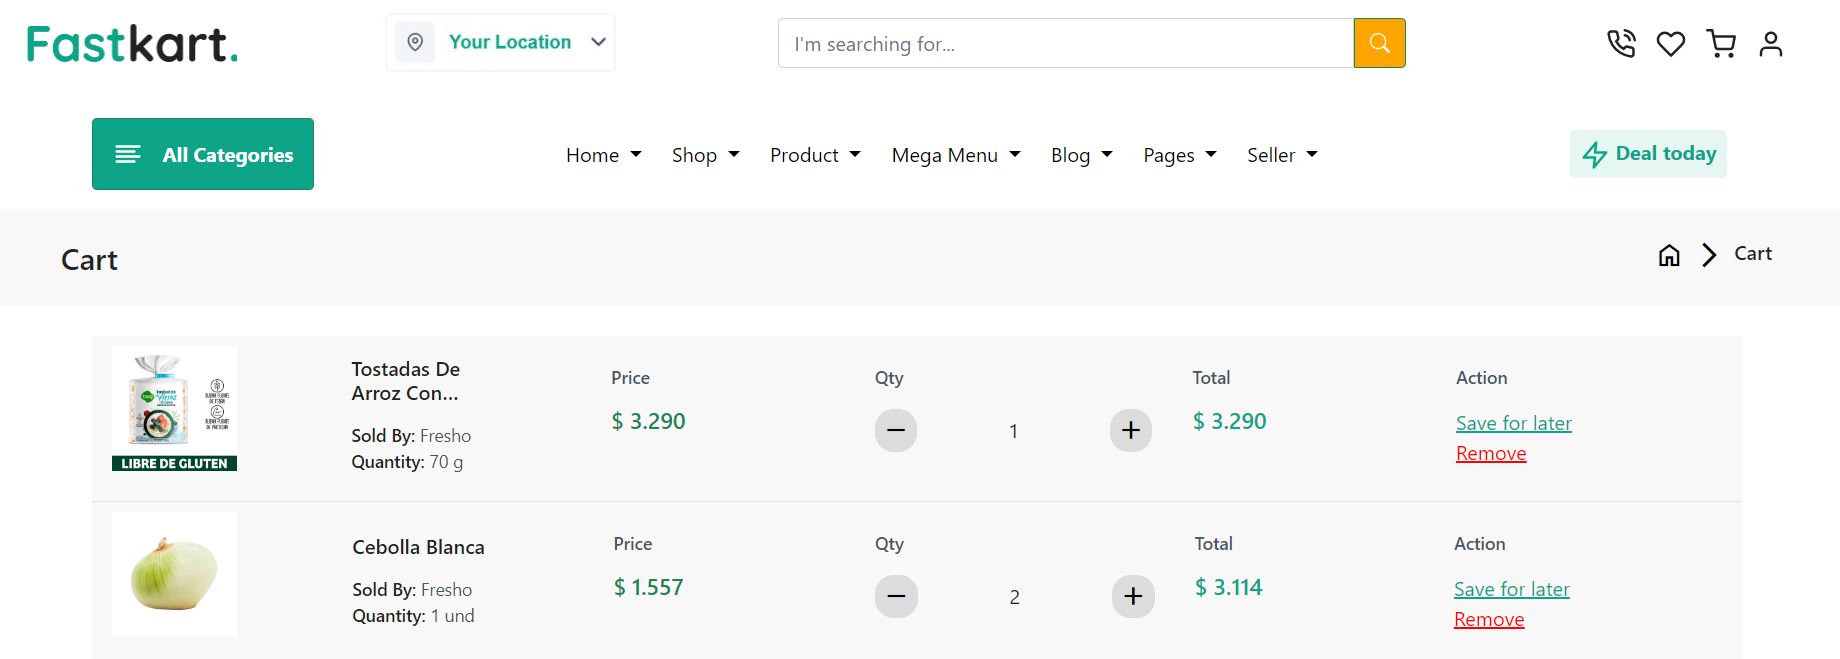 Fastkart.
Your Location
I'm searching for...
All Categories
Home
Shop
Product
Mega Menu
Blog
Pages
Seller
Deal today
Cart
Cart
LIBRE DE GLUTEN
Tostadas De
Arroz Con...
Sold By: Fresho
Quantity: 70 g
Price
$ 3.290
Qty
1
Total
$ 3.290
Action
Save for later
Remove
Cebolla Blanca
Sold By: Fresho
Quantity: 1 und
Price
$ 1.557
Qty
2
Total
$ 3.114
Action
Save for later
Remove